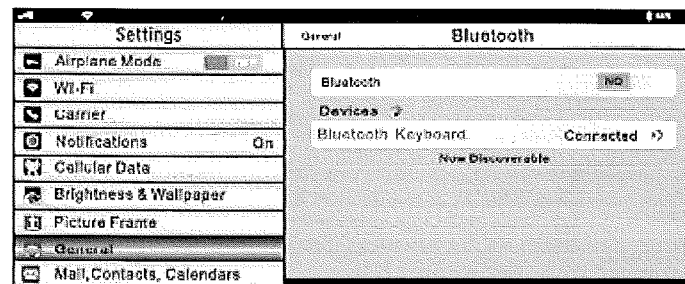 Settings
Airplane Mode
Wi-Fi
Carrier
Notifications On
Cellular Data
Brightness & Wallpaper
Picture Frame
General
Mail, Contacts, Calendars
General Bluetooth
Bluetooth
Devices
Bluetooth Keyboard Connected
Now Discoverable